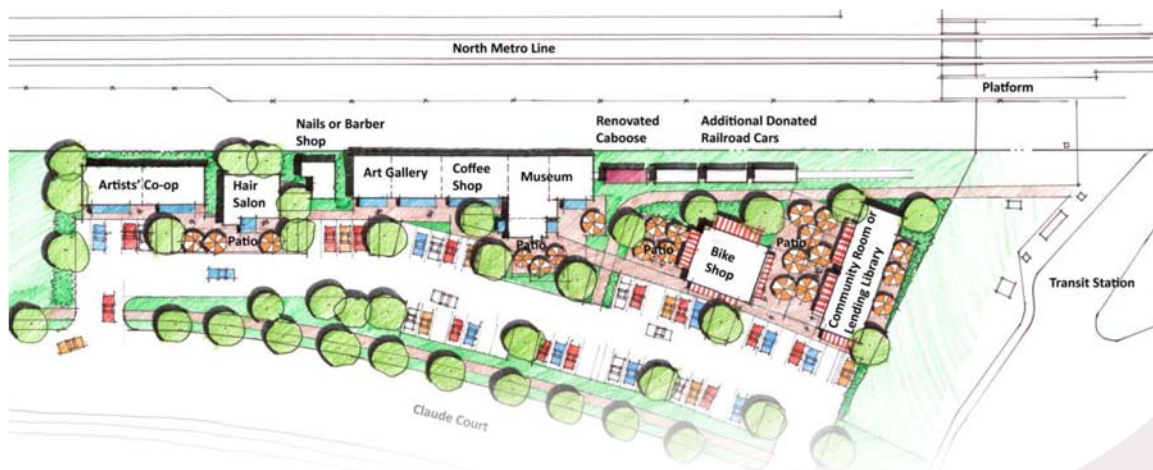 North Metro Line
Platform
Nails or Barber
Shop
Renovated
Caboose
Additional Donated
Railroad Cars
Artists' Co-op
Hair
Salon
Art Gallery
Coffee
Shop
Museum
Patio
Patio
Patio
Bike
Shop
Patio
Community Room or
Lending Library
Transit Station
Claude Court